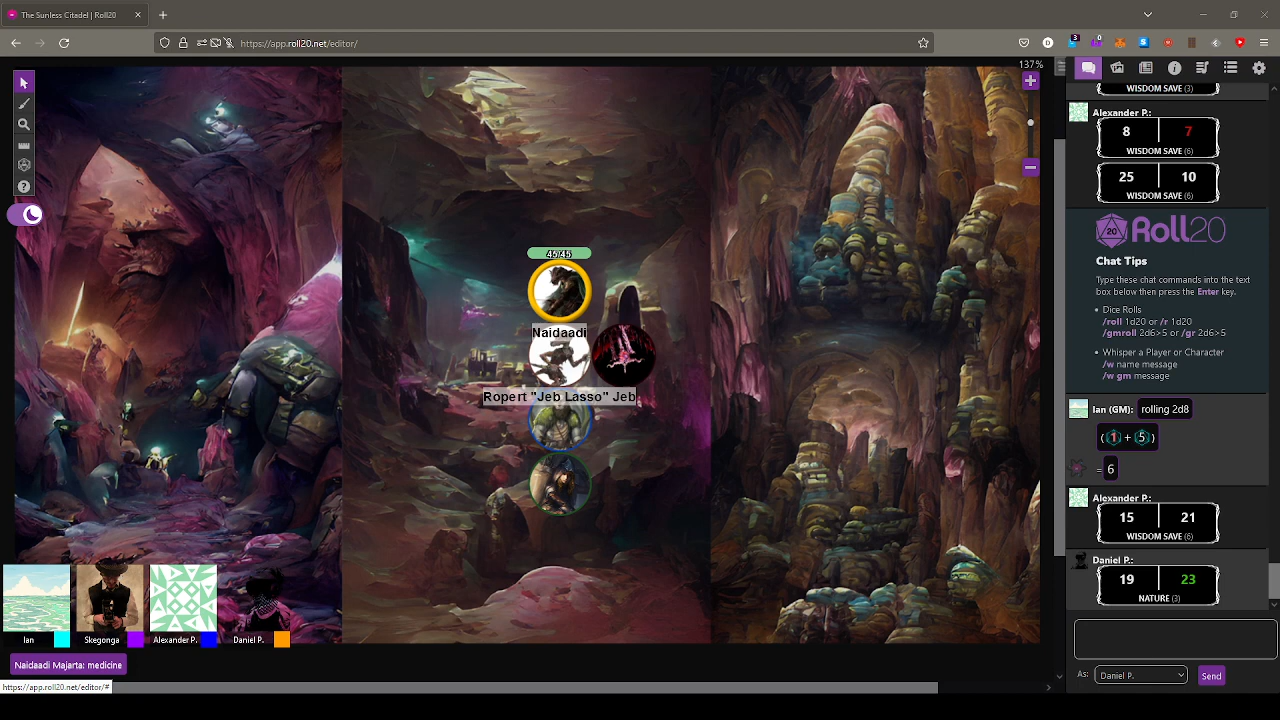 The Sunless Citadel | Roll20
https://app.roll20.net/editor/
3
0
137%
WISDOM SAVE (3)
Alexander P.:
8 7
WISDOM SAVE (6)
25 10
WISDOM SAVE (6)
20 Roll20
Chat Tips
Type these chat commands into the text
box below then press the Enter key.
• Dice Rolls
/roll 1d20 or /r 1d20
/gmroll 2d6>5 or /gr 2d6>5
• Whisper a Player or Character
/w name message
/w gm message
Ian (GM): rolling 2d8
(1 + 5)
= 6
Alexander P.:
15 21
WISDOM SAVE (6)
Daniel P.:
19 23
NATURE (3)
As: Daniel P. Send
45/45
Naidaadi
Ropert "Jeb Lasso" Jeb
Ian Skegonga Alexander P. Daniel P.
Naidaadi Majarta: medicine
https://app.roll20.net/editor/#